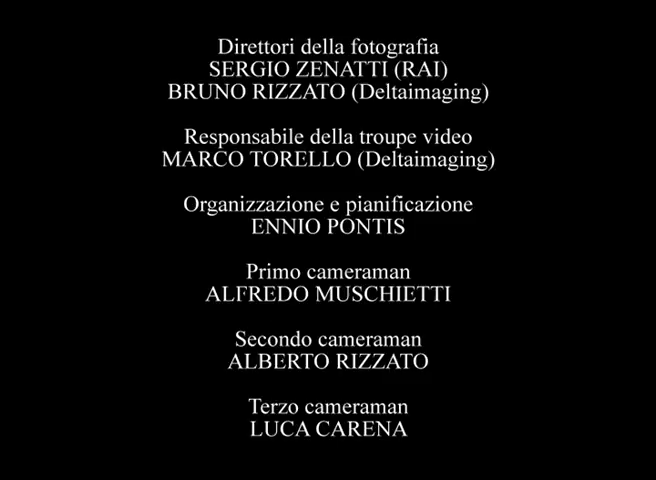 Direttori della fotografia
SERGIO ZENATTI (RAI)
BRUNO RIZZATO (Deltaimaging)
Responsabile della troupe video
MARCO TORELLO (Deltaimaging)
Organizzazione e pianificazione
ENNIO PONTIS
Primo cameraman
ALFREDO MUSCHIETTI
Secondo cameraman
ALBERTO RIZZATO
Terzo cameraman
LUCA CARENA